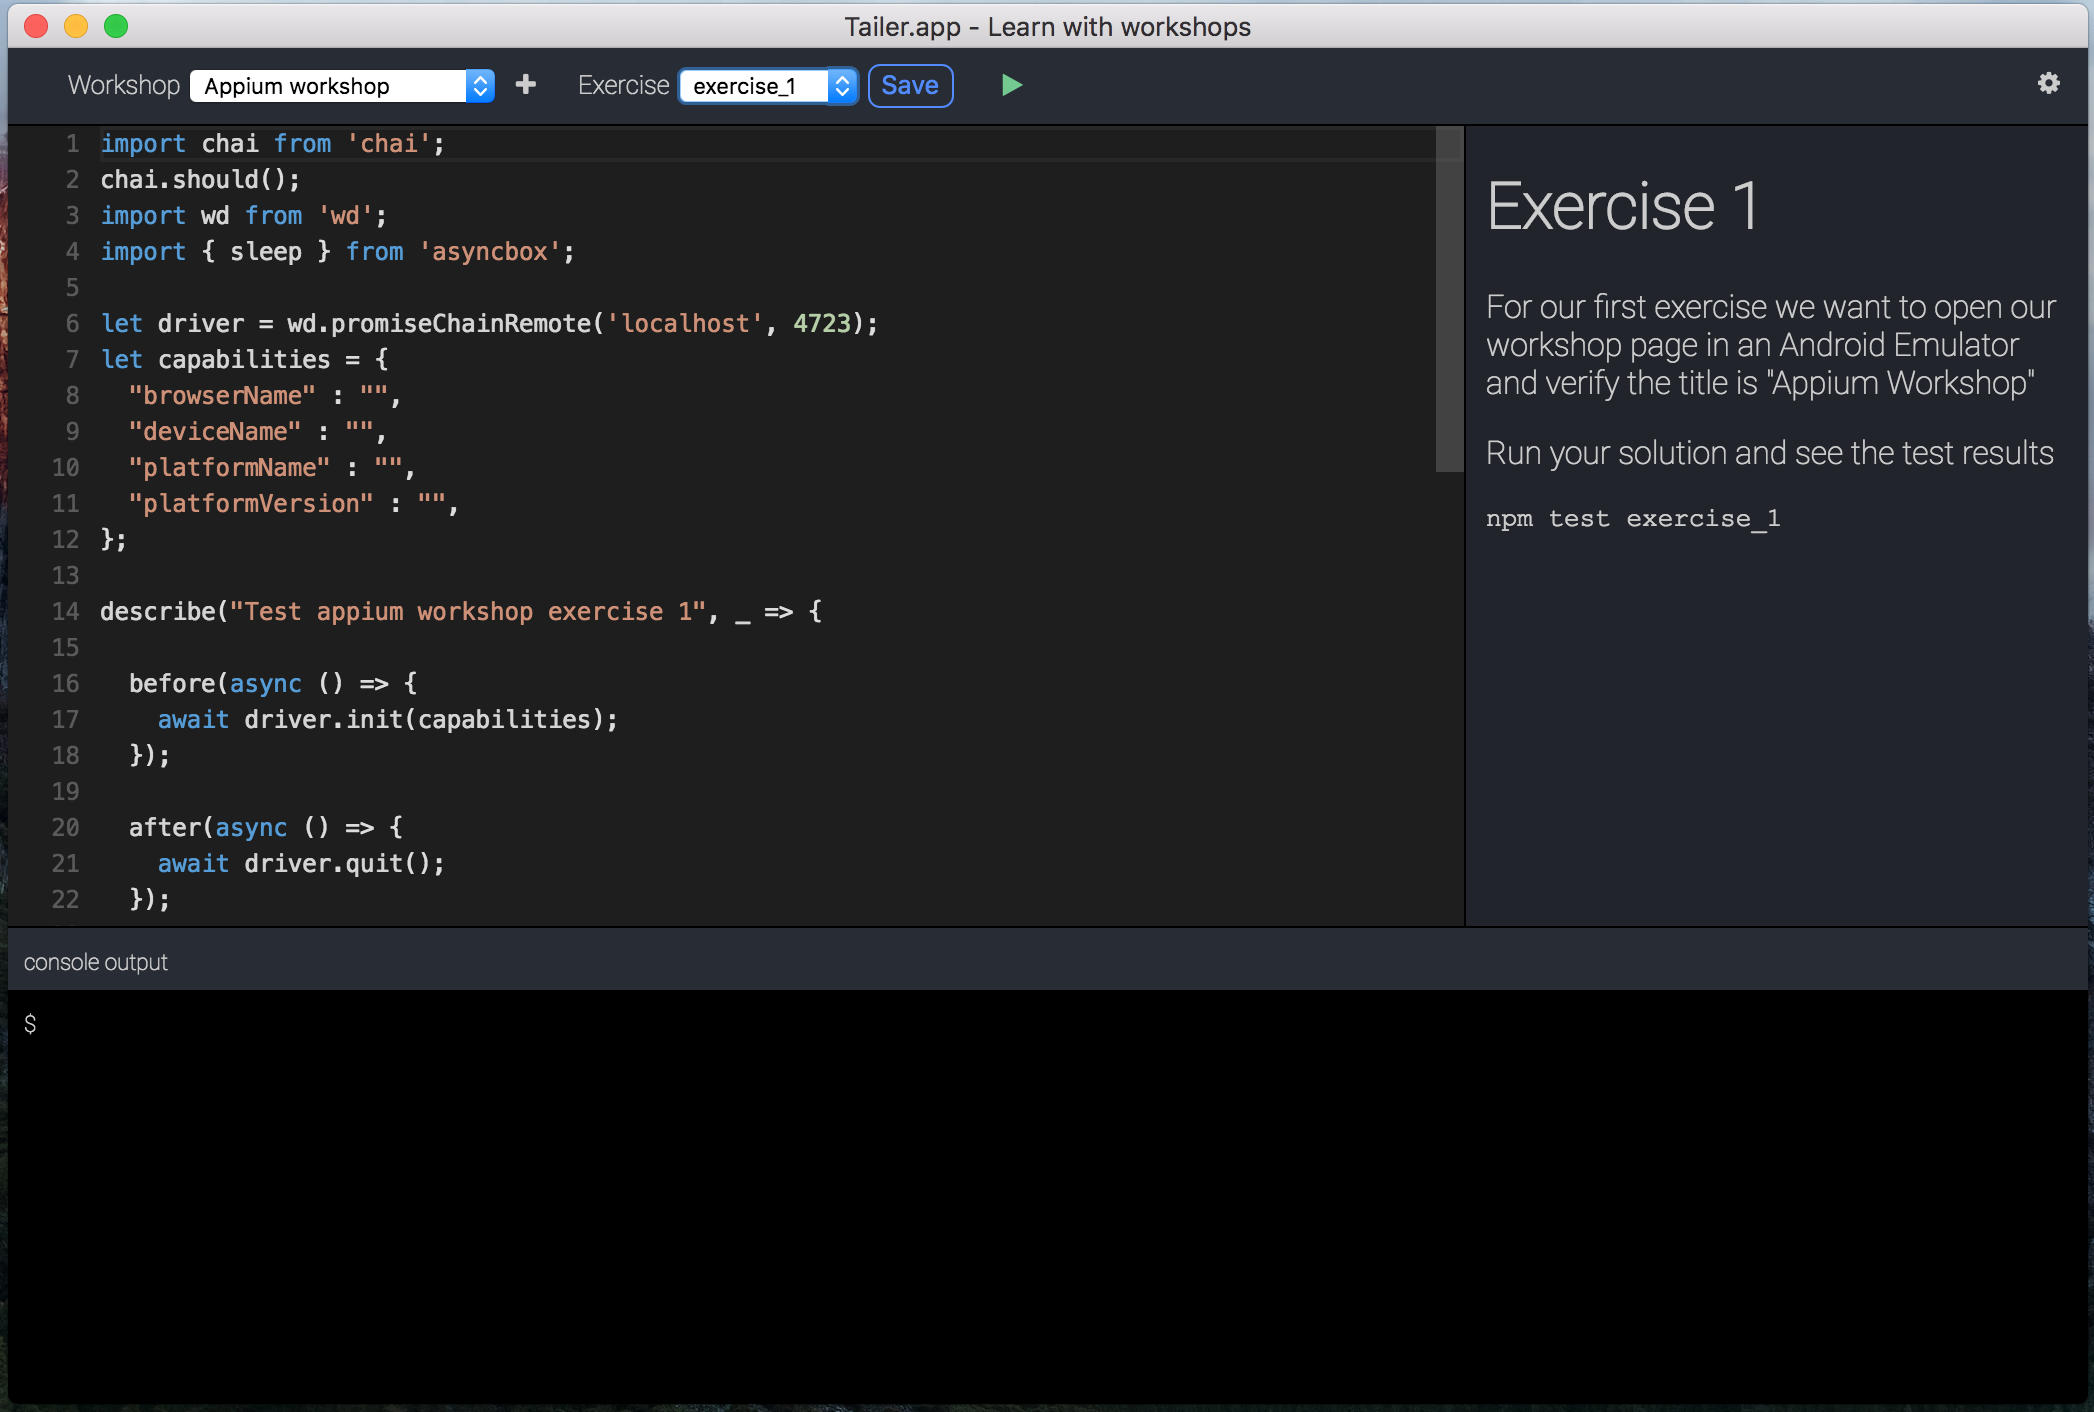 Tailer.app - Learn with workshops
Workshop Appium workshop + Exercise exercise_1 Save
1 import chai from 'chai';
2 chai.should();
3 import wd from 'wd';
4 import { sleep } from 'asyncbox';
5
6 let driver = wd.promiseChainRemote('localhost', 4723);
7 let capabilities = {
8   "browserName" : "",
9   "deviceName" : "",
10   "platformName" : "",
11   "platformVersion" : "",
12 };
13
14 describe("Test appium workshop exercise 1", _ => {
15
16   before(async () => {
17     await driver.init(capabilities);
18   });
19
20   after(async () => {
21     await driver.quit();
22   });
Exercise 1
For our first exercise we want to open our
workshop page in an Android Emulator
and verify the title is "Appium Workshop"
Run your solution and see the test results
npm test exercise_1
console output
$